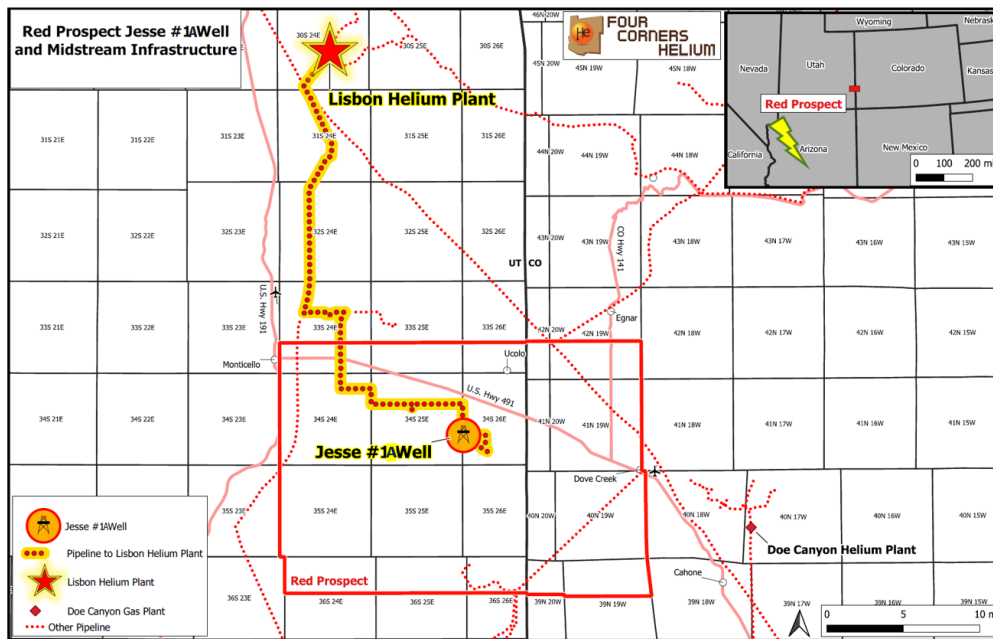 Red Prospect Jesse #1AWell
and Midstream Infrastructure
30S 24E
30S 26E
46N 20W
45N 20W
45N 19W
45N 18W
He
FOUR
CORNERS
HELIUM
Wyoming
Nebras
Nevada
Utah
Colorado
Kansas
Red Prospect
California
Arizona
New Mexico
0 100 200 mi
Lisbon Helium Plant
31S 21E
31S 22E
31S 23E
31S 24E
31S 25E
31S 26E
44N 20W
44N 19W
44N 18W
32S 21E
32S 22E
32S 23E
32S 24E
32S 25E
32S 26E
43N 20W
43N 19W
43N 18W
43N 17W
43N 16W
43N 15W
UT CO
CO Hwy 141
U.S. Hwy 191
33S 21E
33S 22E
33S 23E
33S 24E
33S 25E
33S 26E
42N 20W
42N 19W
42N 18W
42N 17W
42N 16W
42N 15W
Egnar
Monticello
Ucolo
U.S. Hwy 491
34S 21E
34S 22E
34S 23E
34S 24E
34S 25E
34S 26E
41N 20W
41N 19W
41N 18W
41N 17W
41N 16W
41N 15W
Jesse #1AWell
Dove Creek
35S 23E
35S 24E
35S 25E
35S 26E
40N 20W
40N 19W
40N 18W
40N 17W
40N 16W
40N 15W
Doe Canyon Helium Plant
Cahone
Red Prospect
36S 23E
36S 24E
36S 25E
36S 26E
39N 20W
39N 19W
39N 18W
39N 17W
39N 16W
39N 15W
Jesse #1AWell
Pipeline to Lisbon Helium Plant
Lisbon Helium Plant
Doe Canyon Gas Plant
Other Pipeline
0 5 10 m